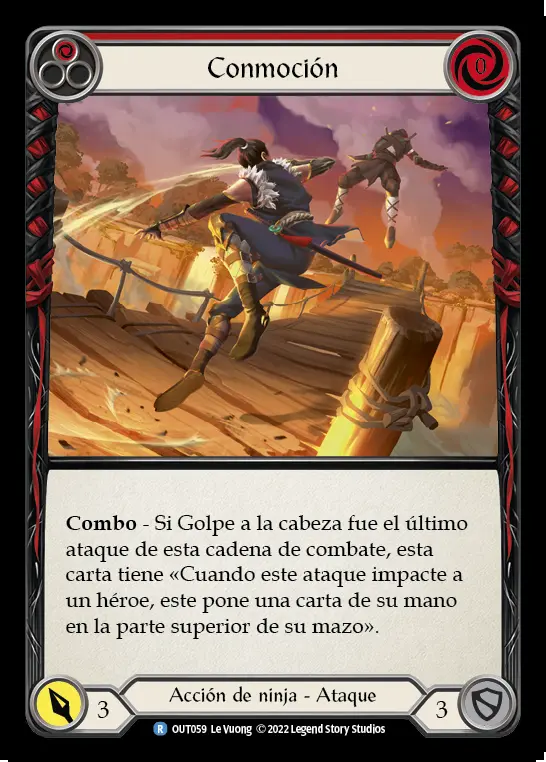 Conmoción
0
Combo - Si Golpe a la cabeza fue el último
ataque de esta cadena de combate, esta
carta tiene «Cuando este ataque impacte a
un héroe, este pone una carta de su mano
en la parte superior de su mazo».
3
Acción de ninja - Ataque
3
R OUT059 Le Vuong © 2022 Legend Story Studios